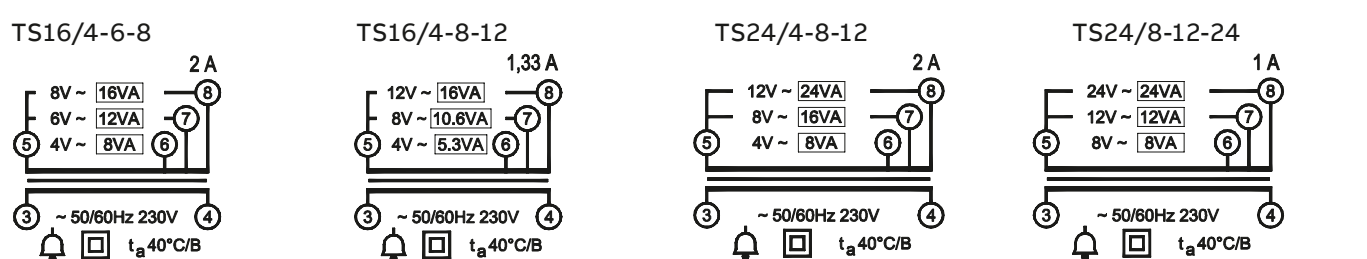 TS16/4-6-8
2 A
8V ~ 16VA 8
6V ~ 12VA 7
5 4V ~ 8VA 6
3 ~ 50/60Hz 230V 4
ta 40°C/B
TS16/4-8-12
1,33 A
12V ~ 16VA 8
8V ~ 10.6VA 7
5 4V ~ 5.3VA 6
3 ~ 50/60Hz 230V 4
ta 40°C/B
TS24/4-8-12
2 A
12V ~ 24VA 8
8V ~ 16VA 7
5 4V ~ 8VA 6
3 ~ 50/60Hz 230V 4
ta 40°C/B
TS24/8-12-24
1 A
24V ~ 24VA 8
12V ~ 12VA 7
5 8V ~ 8VA 6
3 ~ 50/60Hz 230V 4
ta 40°C/B